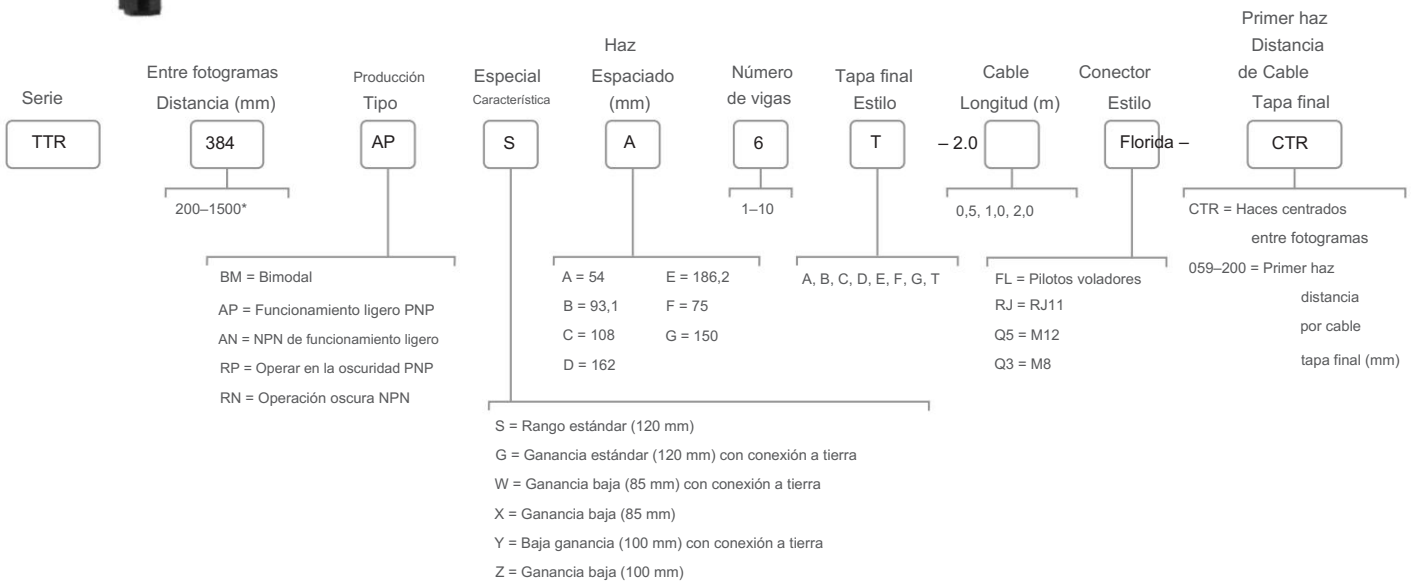 Serie
TTR
Entre fotogramas
Distancia (mm)
384
200–1500*
Producción
Tipo
AP
BM = Bimodal
AP = Funcionamiento ligero PNP
AN = NPN de funcionamiento ligero
RP = Operar en la oscuridad PNP
RN = Operación oscura NPN
Especial
Característica
S
S = Rango estándar (120 mm)
G = Ganancia estándar (120 mm) con conexión a tierra
W = Ganancia baja (85 mm) con conexión a tierra
X = Ganancia baja (85 mm)
Y = Baja ganancia (100 mm) con conexión a tierra
Z = Ganancia baja (100 mm)
Haz
Espaciado
(mm)
A
A = 54
B = 93,1
C = 108
D = 162
E = 186,2
F = 75
G = 150
Número
de vigas
6
1–10
Tapa final
Estilo
T
A, B, C, D, E, F, G, T
Cable
Longitud (m)
– 2.0
0,5, 1,0, 2,0
Conector
Estilo
Florida –
FL = Pilotos voladores
RJ = RJ11
Q5 = M12
Q3 = M8
Primer haz
Distancia
de Cable
Tapa final
CTR
CTR = Haces centrados
entre fotogramas
059–200 = Primer haz
distancia
por cable
tapa final (mm)